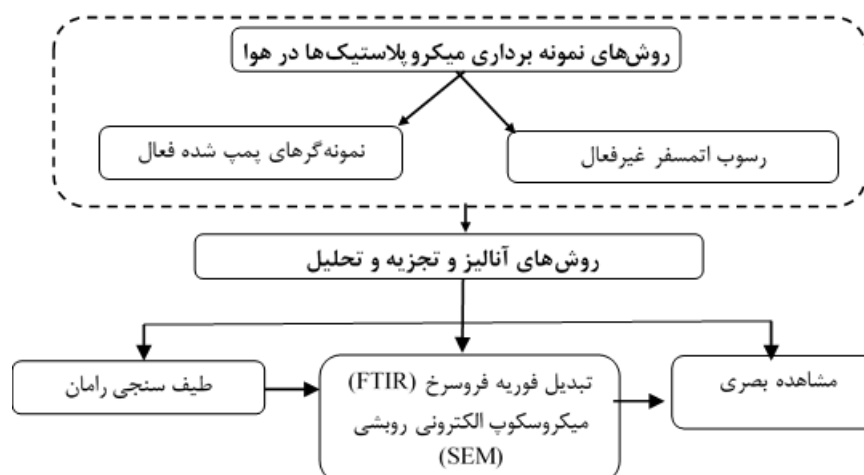 روش‌های نمونه برداری میکروپلاستیک‌ها در هوا
رسوب اتمسفر غیرفعال
نمونه‌گرهای پمپ شده فعال
روش‌های آنالیز و تجزیه و تحلیل
مشاهده بصری
تبدیل فوریه فروسرخ (FTIR)
میکروسکوپ الکترونی روبشی
(SEM)
طیف سنجی رامان